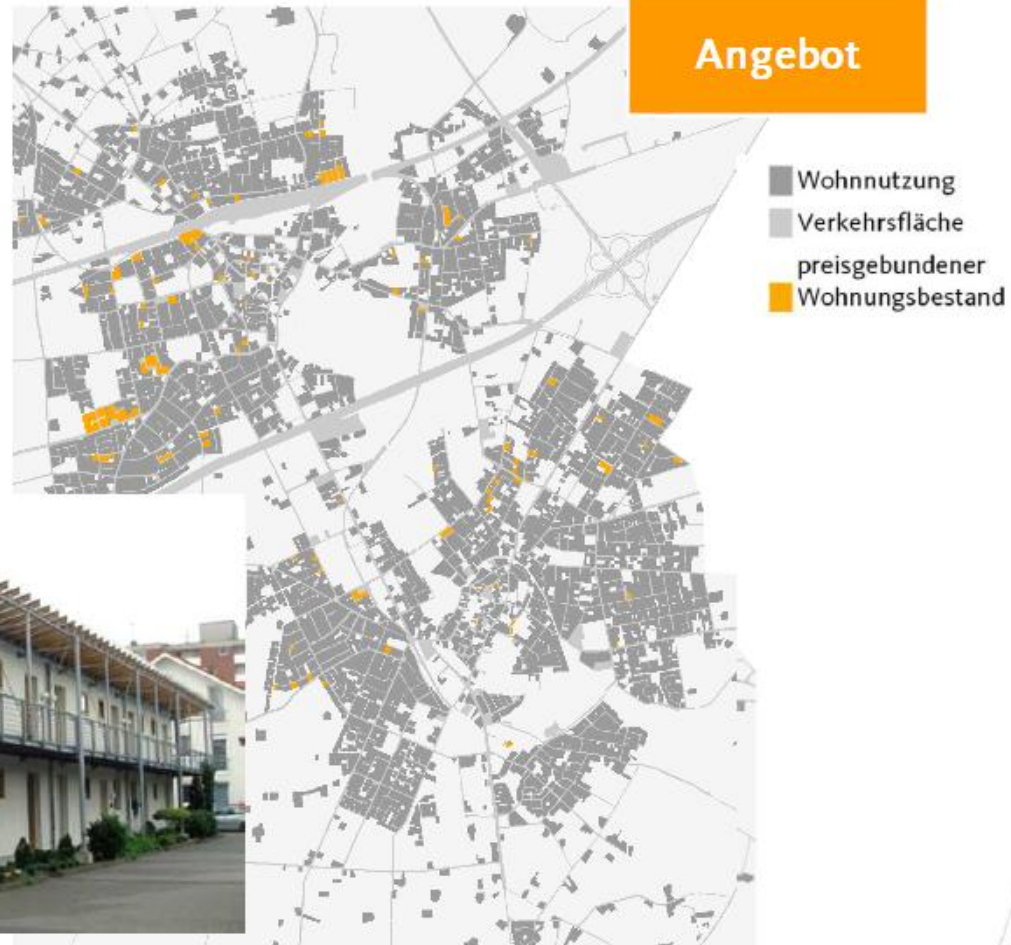 Angebot
Wohnnutzung
Verkehrsfläche
preisgebundener
Wohnungsbestand